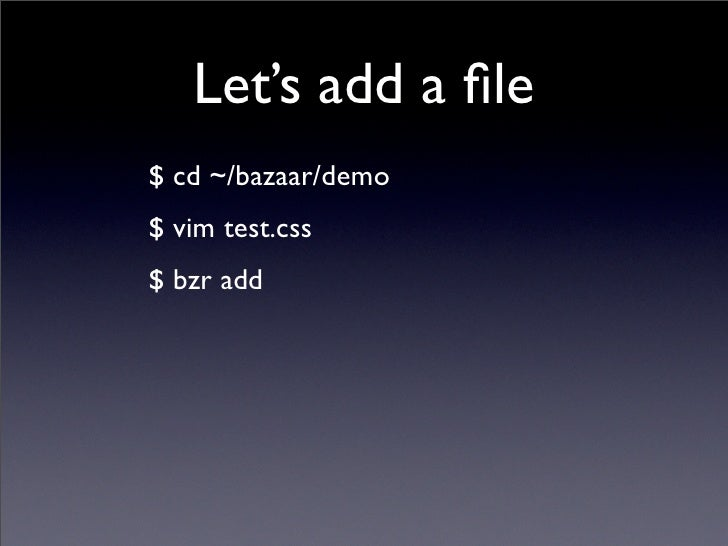 Let’s add a file
$ cd ~/bazaar/demo
$ vim test.css
$ bzr add